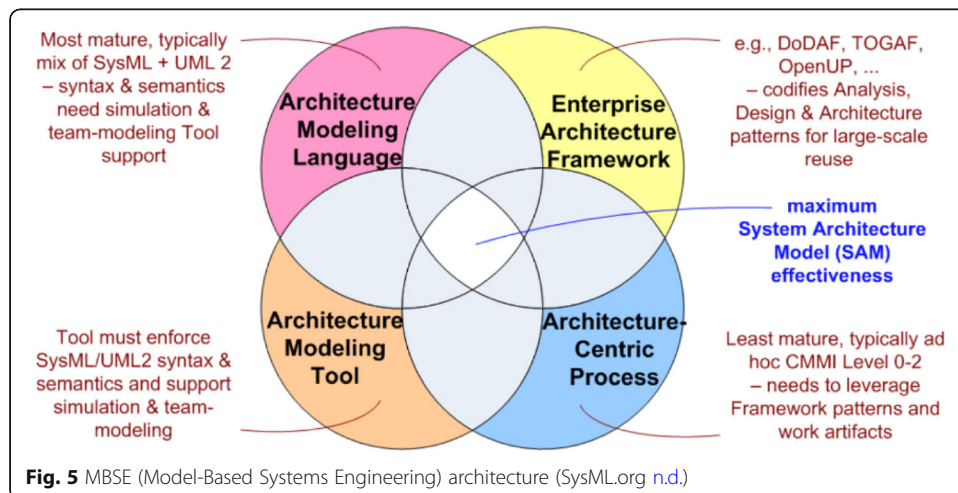 Most mature, typically
mix of SysML + UML 2
– syntax & semantics
need simulation &
team-modeling Tool
support
Architecture
Modeling
Language
Enterprise
Architecture
Framework
e.g., DoDAF, TOGAF,
OpenUP, ...
– codifies Analysis,
Design & Architecture
patterns for large-scale
reuse
maximum
System Architecture
Model (SAM)
effectiveness
Tool must enforce
SysML/UML2 syntax &
semantics and support
simulation & team-
modeling
Architecture
Modeling
Tool
Architecture-
Centric
Process
Least mature, typically ad
hoc CMMI Level 0-2
– needs to leverage
Framework patterns and
work artifacts
Fig. 5 MBSE (Model-Based Systems Engineering) architecture (SysML.org n.d.)